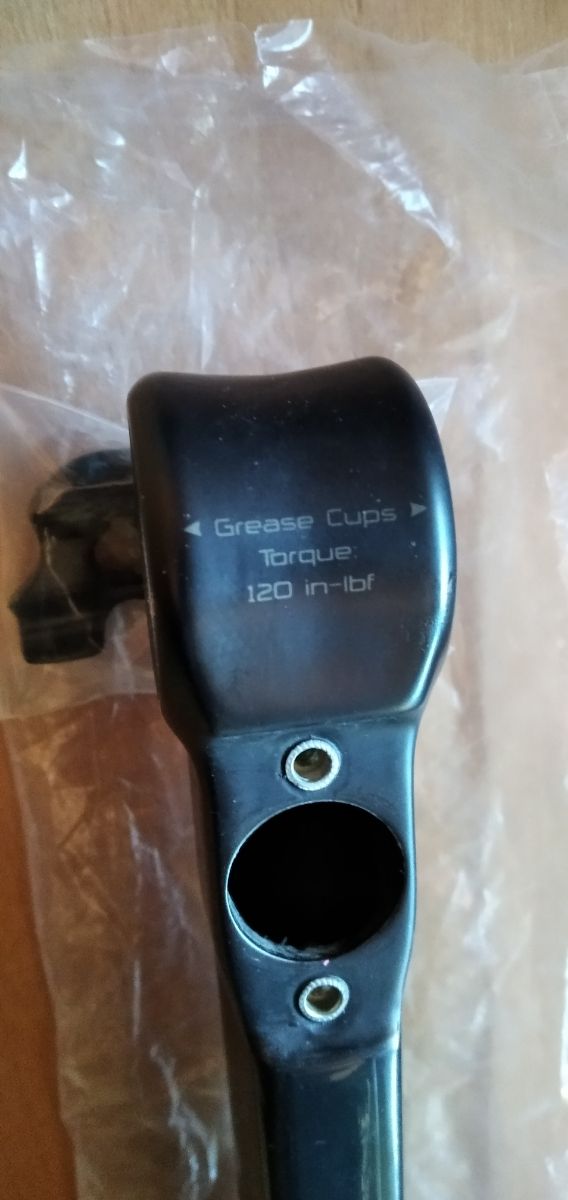 ◄ Grease Cups ►
Torque:
120 in-lbf